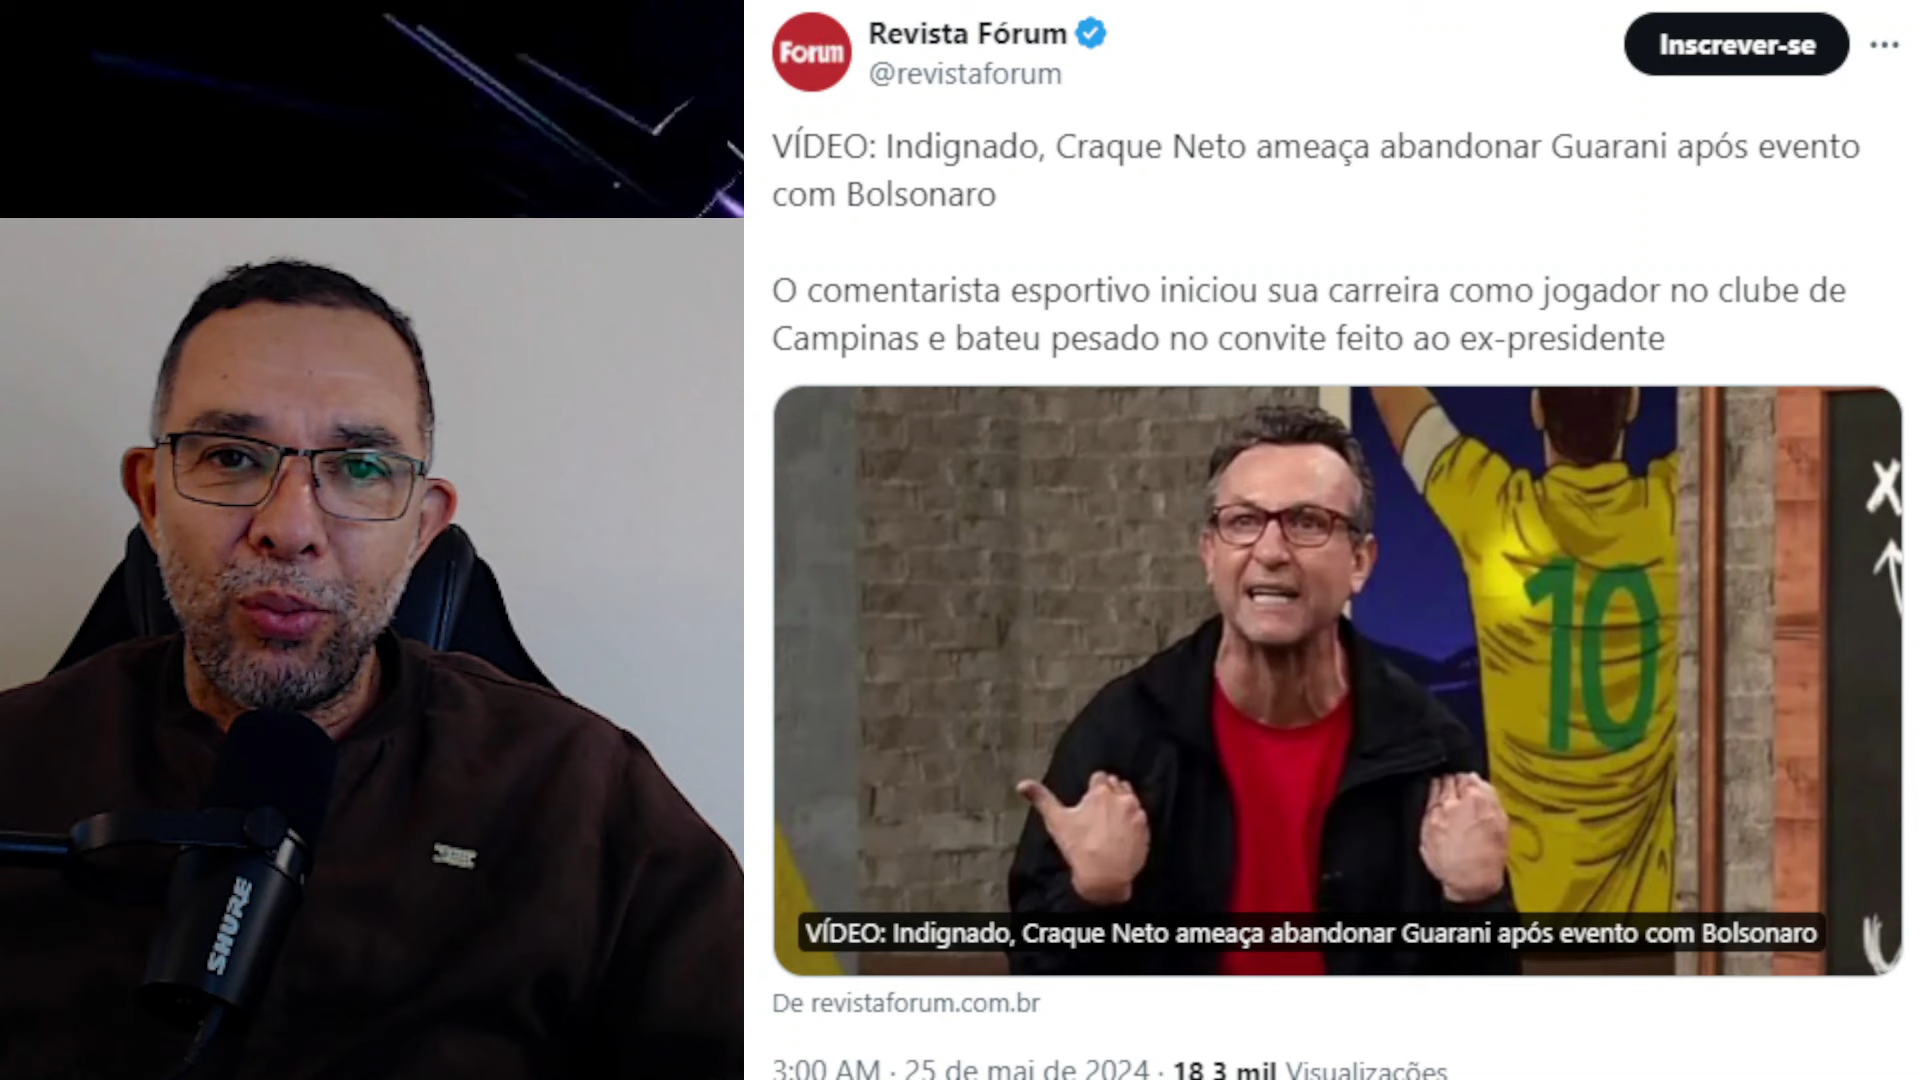 Forum
Revista Fórum
@revistaforum
Inscrever-se
VÍDEO: Indignado, Craque Neto ameaça abandonar Guarani após evento
com Bolsonaro
O comentarista esportivo iniciou sua carreira como jogador no clube de
Campinas e bateu pesado no convite feito ao ex-presidente
10
X
VÍDEO: Indignado, Craque Neto ameaça abandonar Guarani após evento com Bolsonaro
De revistaforum.com.br
3:00 AM · 25 de mai de 2024 · 18,3 mil Visualizações
SHURE